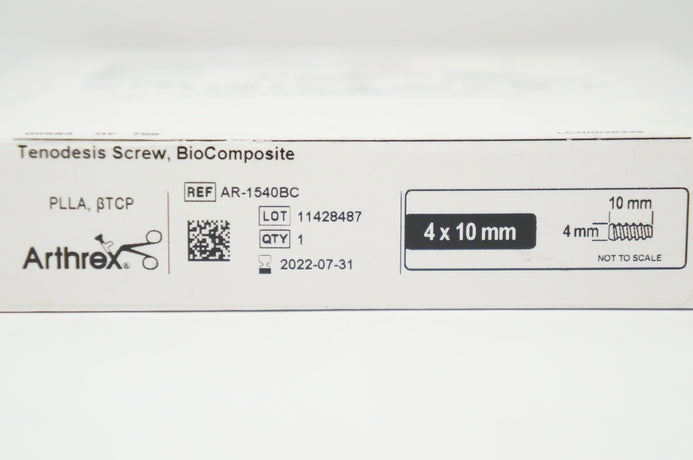 Tenodesis Screw, BioComposite
PLLA, βTCP
Arthrex®
REF AR-1540BC
LOT 11428487
QTY 1
2022-07-31
4 x 10 mm
10 mm
4 mm
NOT TO SCALE